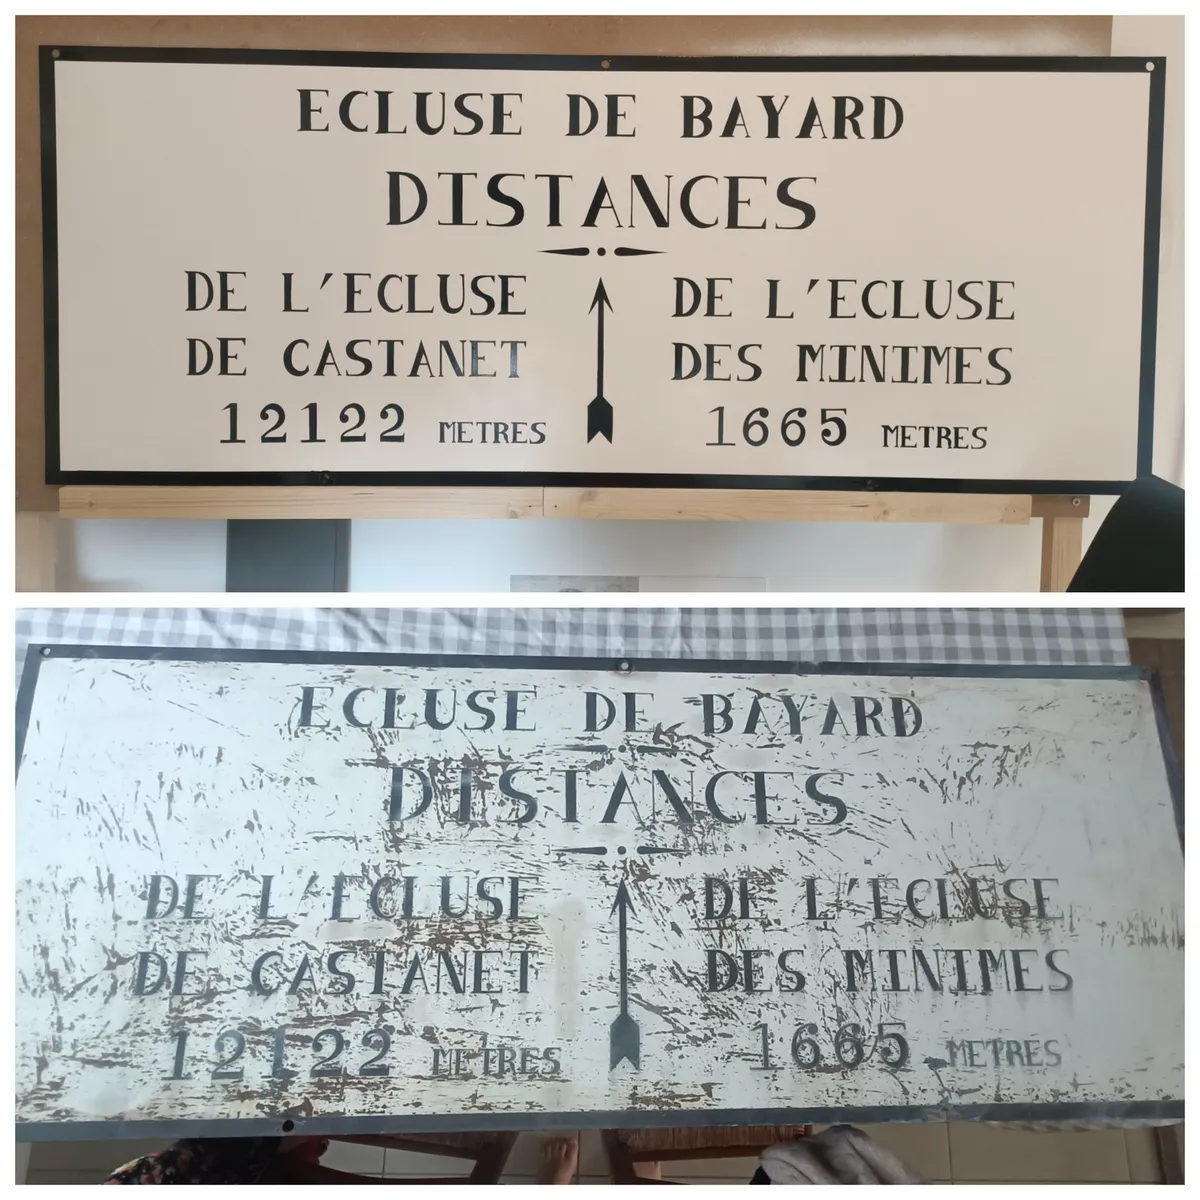 ECLUSE DE BAYARD
DISTANCES
DE L'ECLUSE
DE CASTANET
12122 METRES
DE L'ECLUSE
DES MINIMES
1665 METRES
ECLUSE DE BAYARD
DISTANCES
DE L'ECLUSE
DE CASTANET
12122 METRES
DE L'ECLUSE
DES MINIMES
1665 METRES